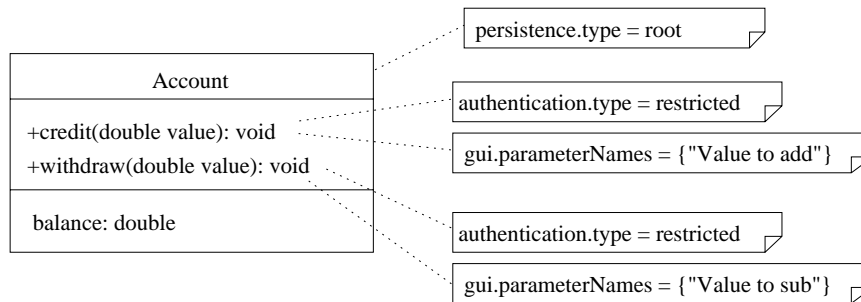 persistence.type = root
Account
authentication.type = restricted
+credit(double value): void
gui.parameterNames = {"Value to add"}
+withdraw(double value): void
balance: double
authentication.type = restricted
gui.parameterNames = {"Value to sub"}